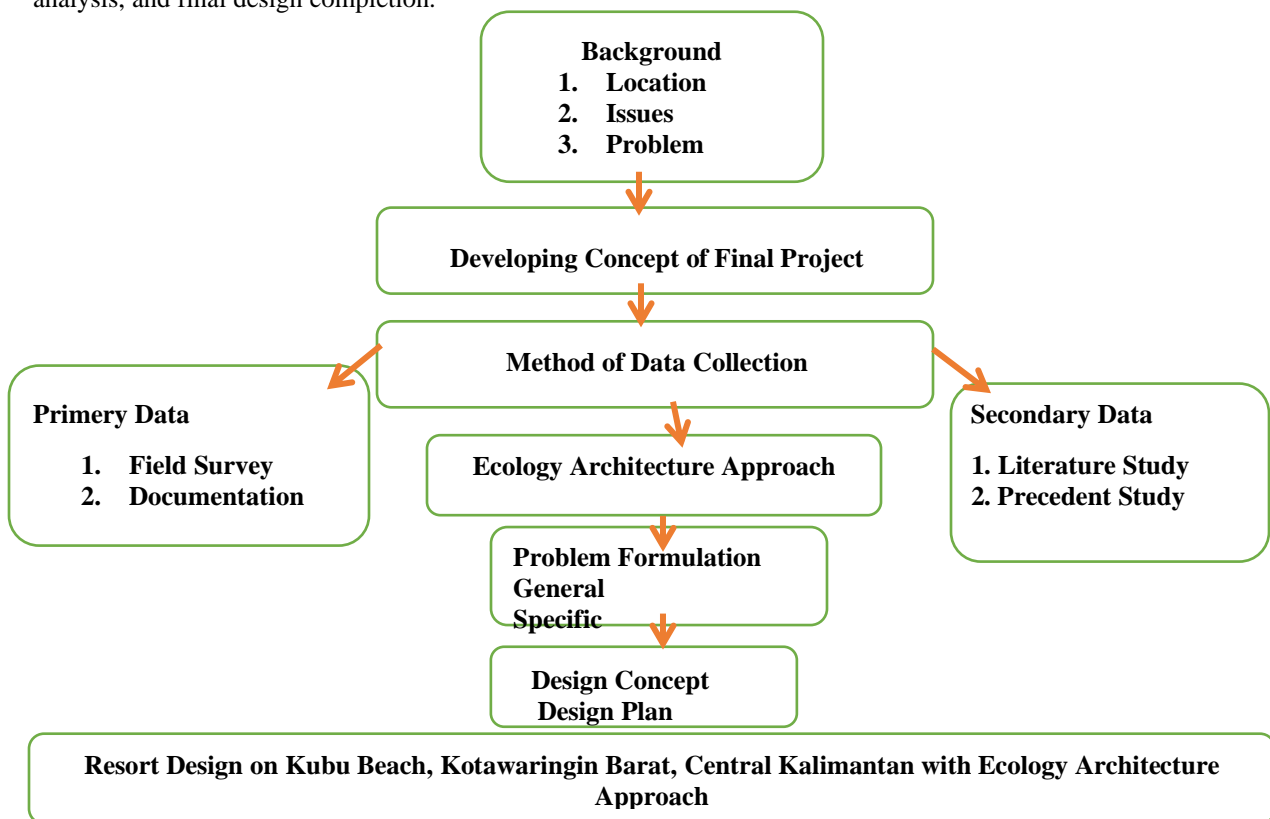 analysis, and final design completion.
Background
1. Location
2. Issues
3. Problem
Developing Concept of Final Project
Method of Data Collection
Primery Data
1. Field Survey
2. Documentation
Ecology Architecture Approach
Secondary Data
1. Literature Study
2. Precedent Study
Problem Formulation
General
Specific
Design Concept
Design Plan
Resort Design on Kubu Beach, Kotawaringin Barat, Central Kalimantan with Ecology Architecture
Approach